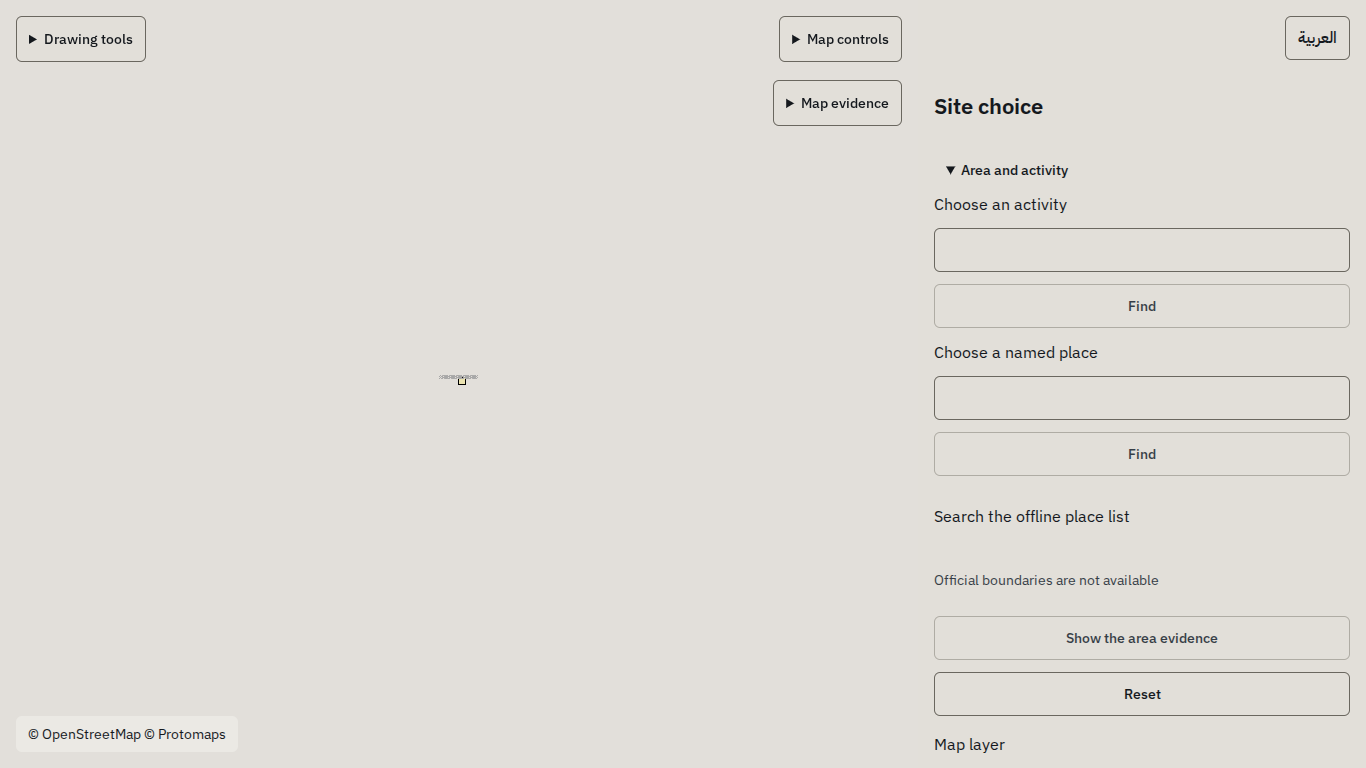 Drawing tools
Map controls
Map evidence
العربية
Site choice
Area and activity
Choose an activity
Find
Choose a named place
Find
Search the offline place list
Official boundaries are not available
Show the area evidence
Reset
Map layer
© OpenStreetMap © Protomaps